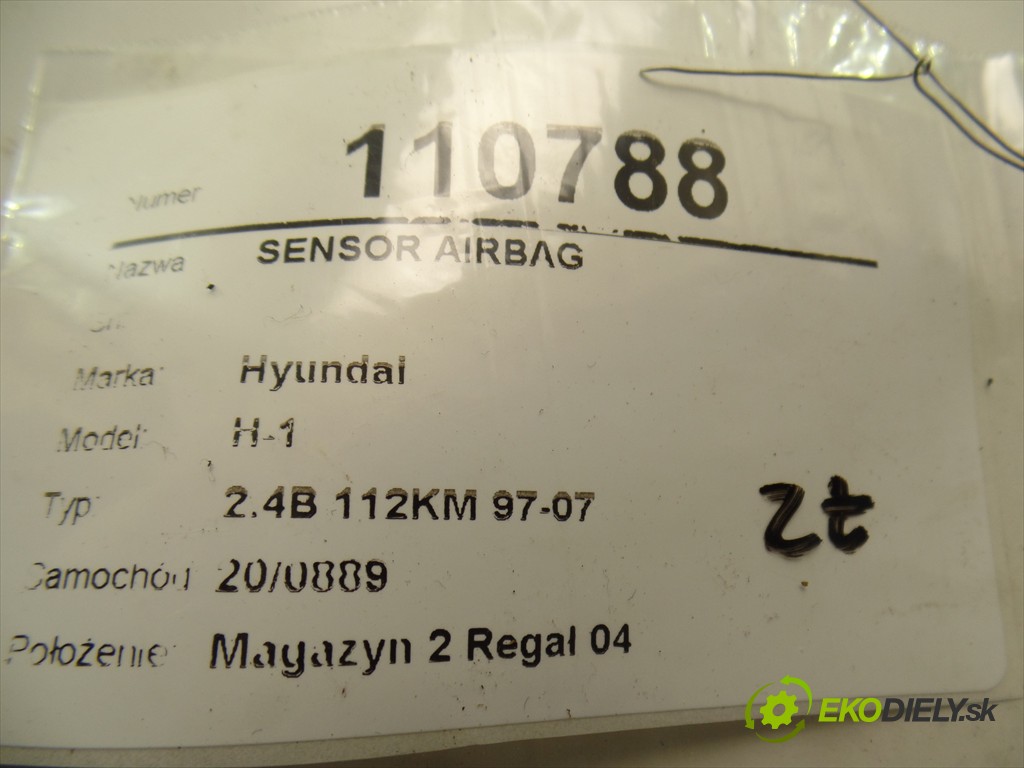 Numer 110788
Nazwa SENSOR AIRBAG
Marka: Hyundai
Model: H-1
Typ: 2.4B 112KM 97-07
Zt
Samochód 20/0889
Położenie: Magazyn 2 Regał 04
EKODIELY.sk